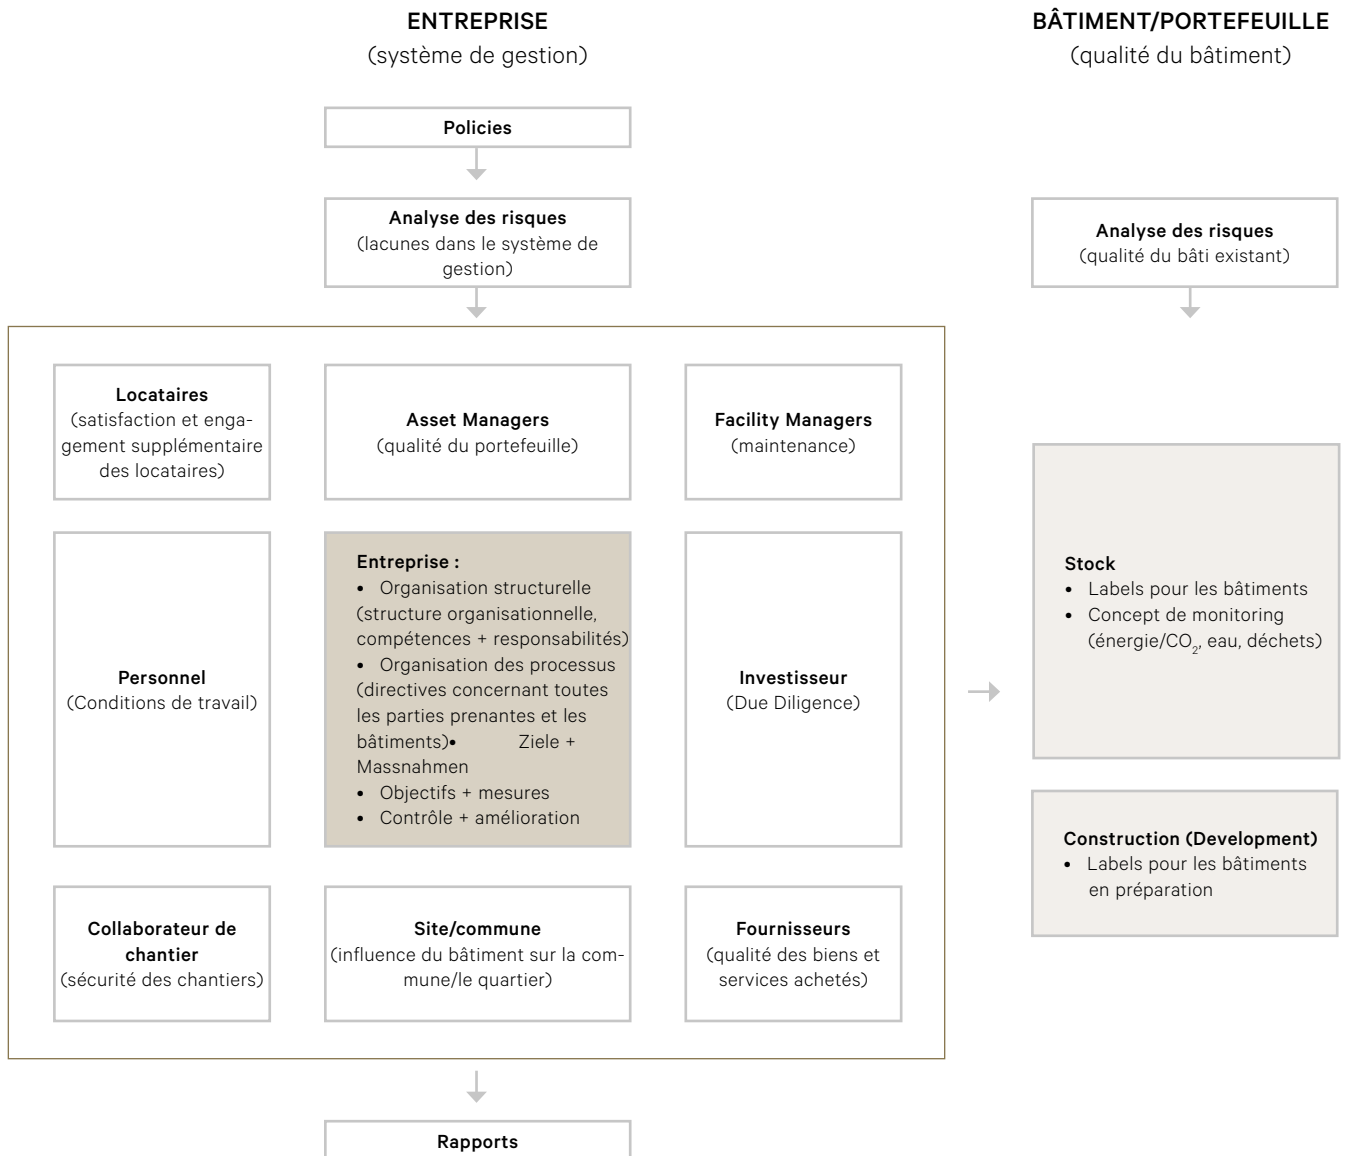 ENTREPRISE
(système de gestion)
BÂTIMENT/PORTEFEUILLE
(qualité du bâtiment)
Policies
Analyse des risques
(lacunes dans le système de
gestion)
Analyse des risques
(qualité du bâti existant)
Locataires
(satisfaction et enga-
gement supplémentaire
des locataires)
Asset Managers
(qualité du portefeuille)
Facility Managers
(maintenance)
Personnel
(Conditions de travail)
Entreprise :
• Organisation structurelle
(structure organisationnelle,
compétences + responsabilités)
• Organisation des processus
(directives concernant toutes
les parties prenantes et les
bâtiments)• Ziele +
Massnahmen
• Objectifs + mesures
• Contrôle + amélioration
Investisseur
(Due Diligence)
Stock
• Labels pour les bâtiments
• Concept de monitoring
(énergie/CO₂, eau, déchets)
Construction (Development)
• Labels pour les bâtiments
en préparation
Collaborateur de
chantier
(sécurité des chantiers)
Site/commune
(influence du bâtiment sur la com-
mune/le quartier)
Fournisseurs
(qualité des biens et
services achetés)
Rapports